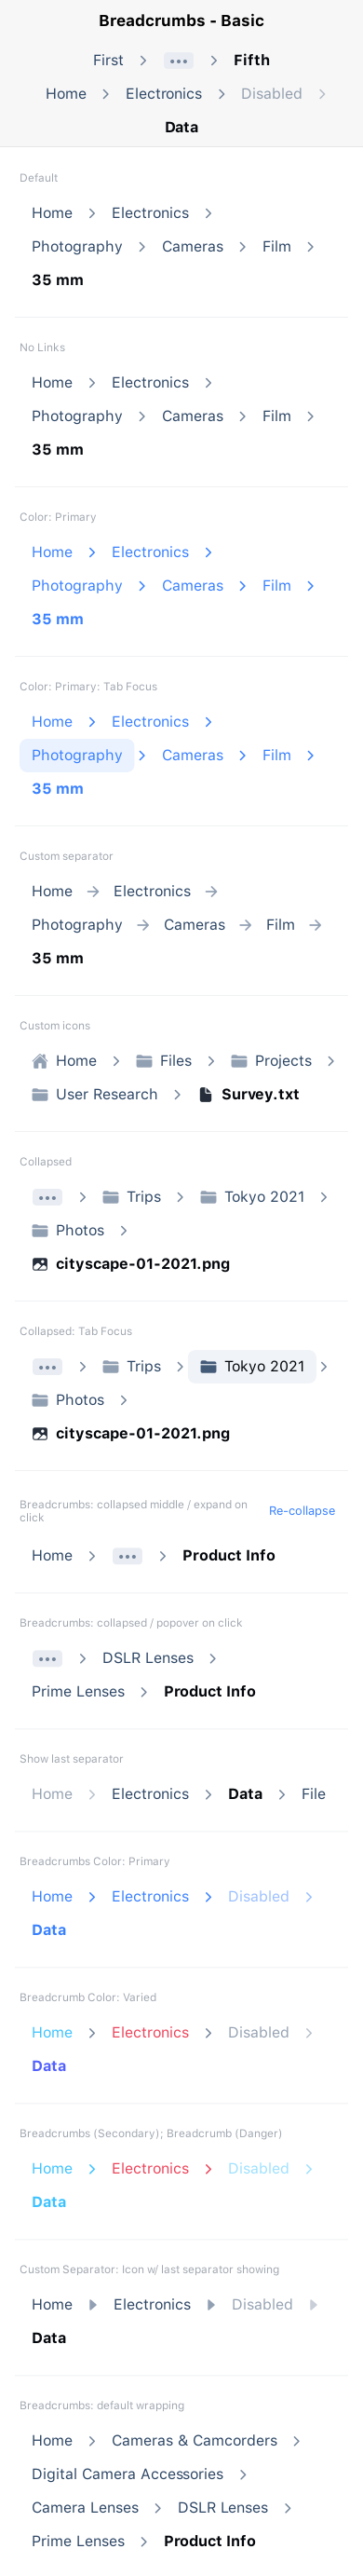 Breadcrumbs - Basic
First ••• Fifth
Home Electronics Disabled
Data
Default
Home Electronics
Photography Cameras Film
35 mm
No Links
Home Electronics
Photography Cameras Film
35 mm
Color: Primary
Home Electronics
Photography Cameras Film
35 mm
Color: Primary: Tab Focus
Home Electronics
Photography Cameras Film
35 mm
Custom separator
Home Electronics
Photography Cameras Film
35 mm
Custom icons
Home Files Projects
User Research Survey.txt
Collapsed
••• Trips Tokyo 2021
Photos
cityscape-01-2021.png
Collapsed: Tab Focus
••• Trips Tokyo 2021
Photos
cityscape-01-2021.png
Breadcrumbs: collapsed middle / expand on
click
Re-collapse
Home ••• Product Info
Breadcrumbs: collapsed / popover on click
••• DSLR Lenses
Prime Lenses Product Info
Show last separator
Home Electronics Data File
Breadcrumbs Color: Primary
Home Electronics Disabled
Data
Breadcrumb Color: Varied
Home Electronics Disabled
Data
Breadcrumbs (Secondary); Breadcrumb (Danger)
Home Electronics Disabled
Data
Custom Separator: Icon w/ last separator showing
Home Electronics Disabled
Data
Breadcrumbs: default wrapping
Home Cameras & Camcorders
Digital Camera Accessories
Camera Lenses DSLR Lenses
Prime Lenses Product Info